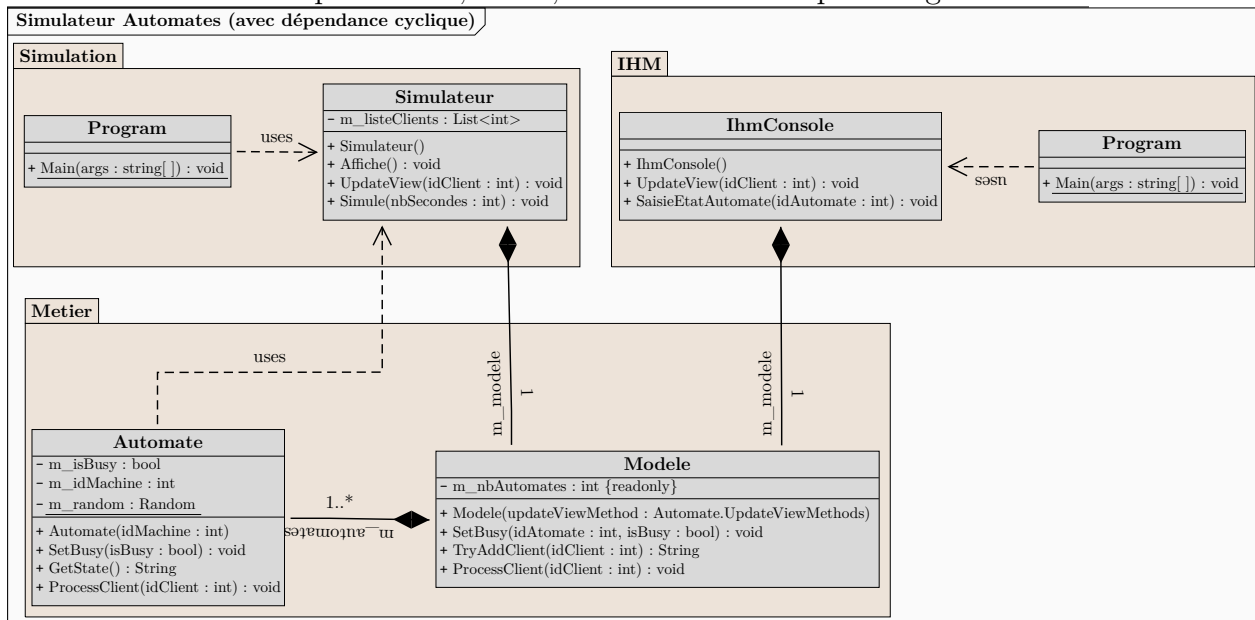 Simulateur Automates (avec dépendance cyclique)
Simulation
Simulateur
- m_listeClients : List<int>
+ Simulateur()
+ Affiche() : void
+ UpdateView(idClient : int) : void
+ Simule(nbSecondes : int) : void
Program
+ Main(args : string[ ]) : void
uses
IHM
IhmConsole
+ IhmConsole()
+ UpdateView(idClient : int) : void
+ SaisieEtatAutomate(idAutomate : int) : void
Program
+ Main(args : string[ ]) : void
uses
Metier
uses
m_modele
1
m_modele
1
Automate
- m_isBusy : bool
- m_idMachine : int
- m_random : Random
+ Automate(idMachine : int)
+ SetBusy(isBusy : bool) : void
+ GetState() : String
+ ProcessClient(idClient : int) : void
1..*
m_automates
Modele
- m_nbAutomates : int {readonly}
+ Modele(updateViewMethod : Automate.UpdateViewMethods)
+ SetBusy(idAtomate : int, isBusy : bool) : void
+ TryAddClient(idClient : int) : String
+ ProcessClient(idClient : int) : void